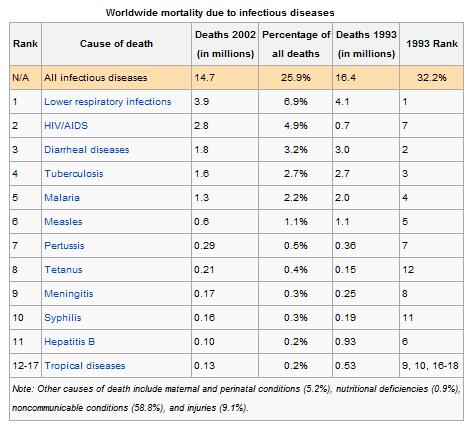 Worldwide mortality due to infectious diseases
Rank Cause of death Deaths 2002 (in millions) Percentage of all deaths Deaths 1993 (in millions) 1993 Rank
N/A All infectious diseases 14.7 25.9% 16.4 32.2%
1 Lower respiratory infections 3.9 6.9% 4.1 1
2 HIV/AIDS 2.8 4.9% 0.7 7
3 Diarrheal diseases 1.8 3.2% 3.0 2
4 Tuberculosis 1.6 2.7% 2.7 3
5 Malaria 1.3 2.2% 2.0 4
6 Measles 0.6 1.1% 1.1 5
7 Pertussis 0.29 0.5% 0.36 7
8 Tetanus 0.21 0.4% 0.15 12
9 Meningitis 0.17 0.3% 0.25 8
10 Syphilis 0.16 0.3% 0.19 11
11 Hepatitis B 0.10 0.2% 0.93 6
12-17 Tropical diseases 0.13 0.2% 0.53 9, 10, 16-18
Note: Other causes of death include maternal and perinatal conditions (5.2%), nutritional deficiencies (0.9%),
noncommunicable conditions (58.8%), and injuries (9.1%).